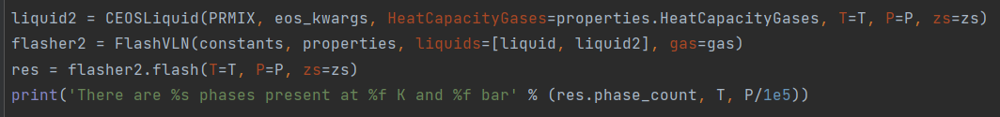 liquid2 = CEOSLiquid(PRMIX, eos_kwargs, HeatCapacityGases=properties.HeatCapacityGases, T=T, P=P, zs=zs)
flasher2 = FlashVLN(constants, properties, liquids=[liquid, liquid2], gas=gas)
res = flasher2.flash(T=T, P=P, zs=zs)
print('There are %s phases present at %f K and %f bar' % (res.phase_count, T, P/1e5))